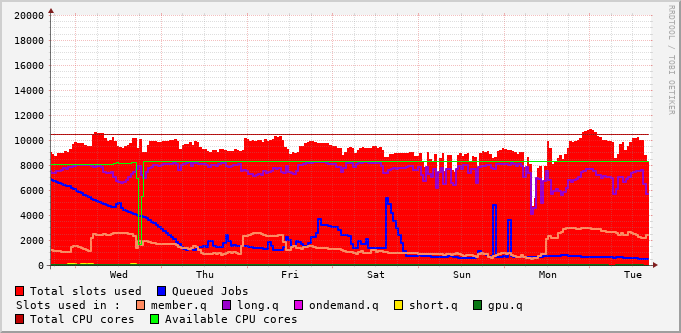 RRDTOOL / TOBI OETIKER
20000
18000
16000
14000
12000
10000
8000
6000
4000
2000
0
Wed Thu Fri Sat Sun Mon Tue
Total slots used Queued Jobs
Slots used in : member.q long.q ondemand.q short.q gpu.q
Total CPU cores Available CPU cores